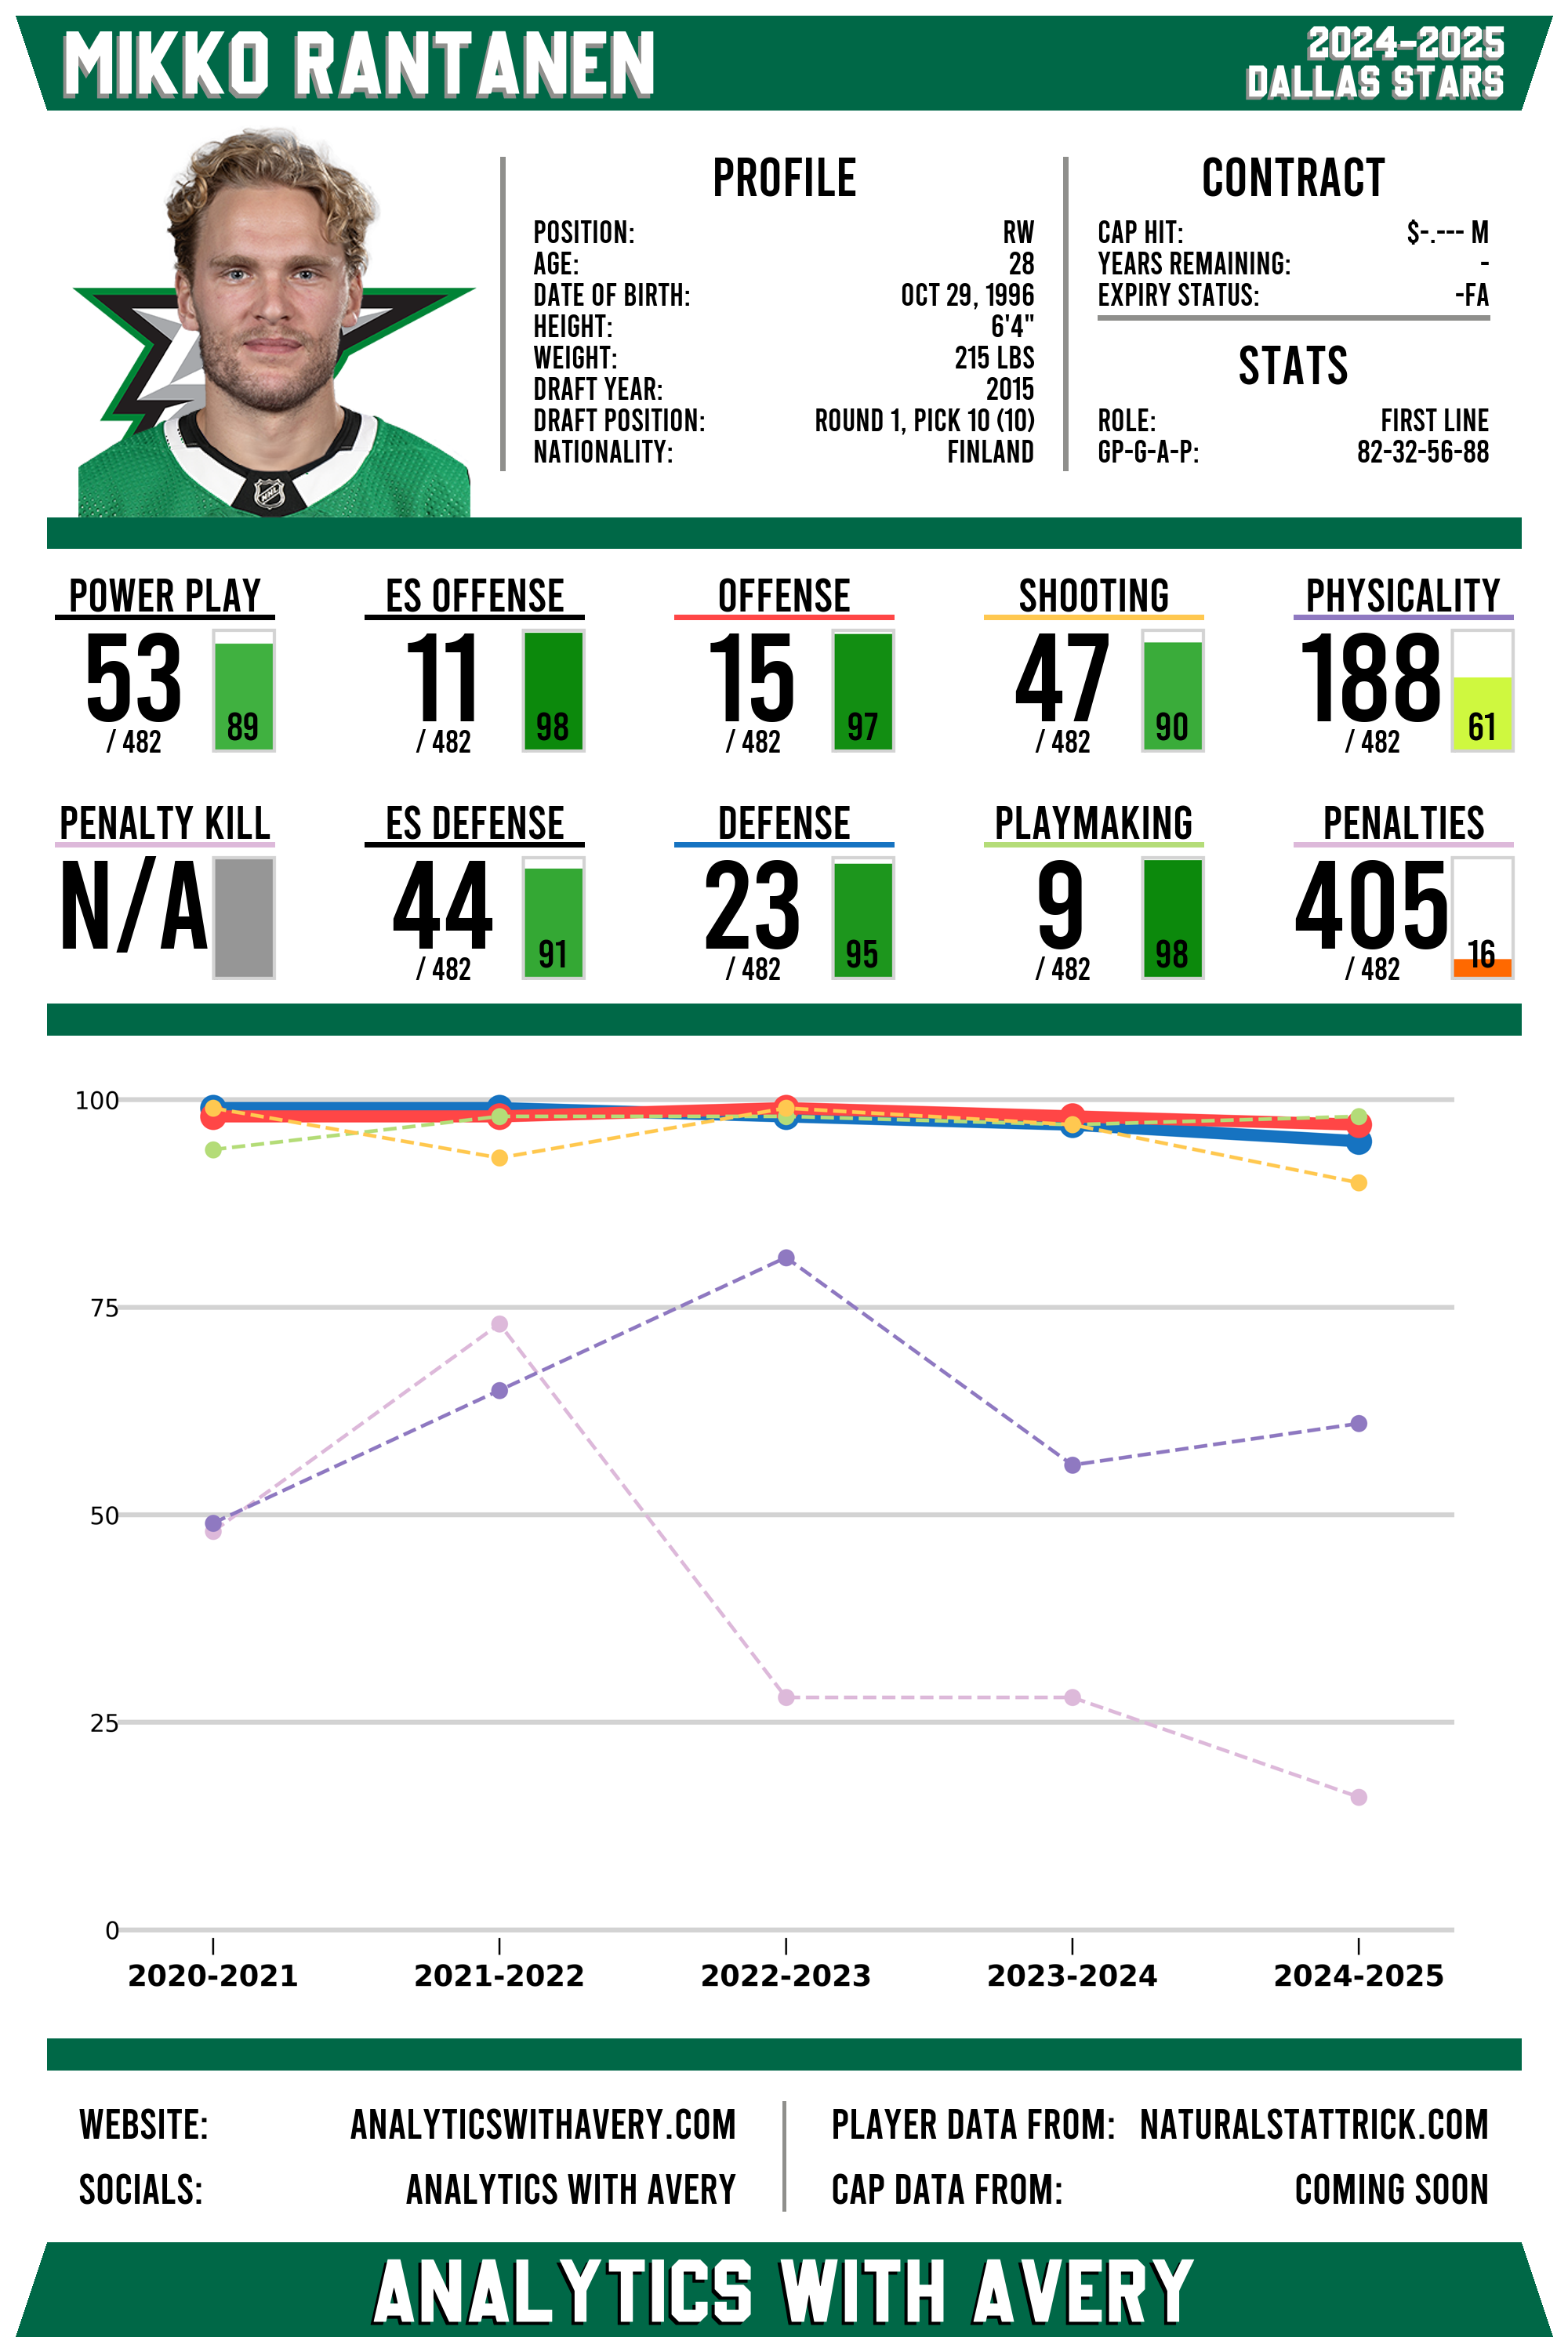 MIKKO RANTANEN
2024-2025
DALLAS STARS
PROFILE
POSITION: RW
AGE: 28
DATE OF BIRTH: OCT 29, 1996
HEIGHT: 6'4"
WEIGHT: 215 LBS
DRAFT YEAR: 2015
DRAFT POSITION: ROUND 1, PICK 10 (10)
NATIONALITY: FINLAND
CONTRACT
CAP HIT: $-.--- M
YEARS REMAINING: -
EXPIRY STATUS: -FA
STATS
ROLE: FIRST LINE
GP-G-A-P: 82-32-56-88
NHL
POWER PLAY
53
/ 482
89
ES OFFENSE
11
/ 482
98
OFFENSE
15
/ 482
97
SHOOTING
47
/ 482
90
PHYSICALITY
188
/ 482
61
PENALTY KILL
N/A
ES DEFENSE
44
/ 482
91
DEFENSE
23
/ 482
95
PLAYMAKING
9
/ 482
98
PENALTIES
405
/ 482
16
100
75
50
25
0
2020-2021 2021-2022 2022-2023 2023-2024 2024-2025
WEBSITE: ANALYTICSWITHAVERY.COM
SOCIALS: ANALYTICS WITH AVERY
PLAYER DATA FROM: NATURALSTATTRICK.COM
CAP DATA FROM: COMING SOON
ANALYTICS WITH AVERY